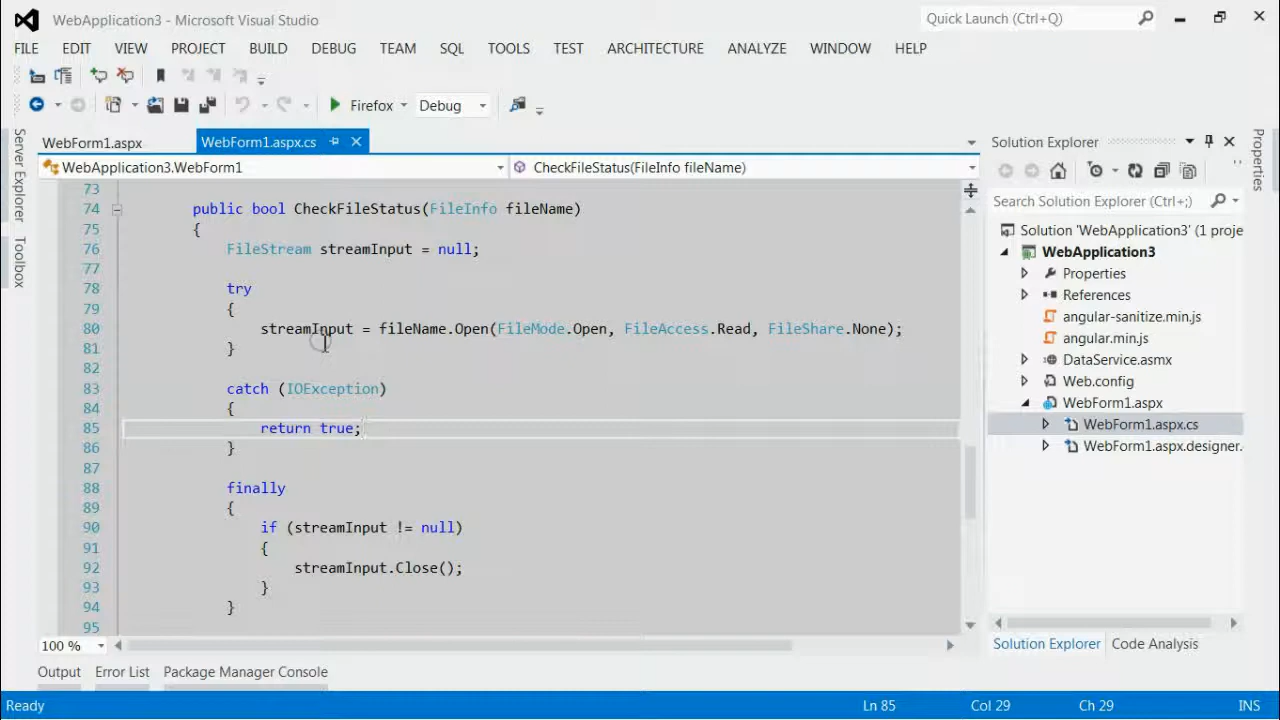 WebApplication3 - Microsoft Visual Studio
Quick Launch (Ctrl+Q)
FILE EDIT VIEW PROJECT BUILD DEBUG TEAM SQL TOOLS TEST ARCHITECTURE ANALYZE WINDOW HELP
Firefox Debug
Server Explorer
Toolbox
WebForm1.aspx WebForm1.aspx.cs
WebApplication3.WebForm1 CheckFileStatus(FileInfo fileName)
73
74 public bool CheckFileStatus(FileInfo fileName)
75 {
76 FileStream streamInput = null;
77
78 try
79 {
80 streamInput = fileName.Open(FileMode.Open, FileAccess.Read, FileShare.None);
81 }
82
83 catch (IOException)
84 {
85 return true;
86 }
87
88 finally
89 {
90 if (streamInput != null)
91 {
92 streamInput.Close();
93 }
94 }
95
100 %
Solution Explorer
Search Solution Explorer (Ctrl+;)
Solution 'WebApplication3' (1 proje
WebApplication3
Properties
References
angular-sanitize.min.js
angular.min.js
DataService.asmx
Web.config
WebForm1.aspx
WebForm1.aspx.cs
WebForm1.aspx.designer.
Solution Explorer Code Analysis
Properties
Output Error List Package Manager Console
Ready Ln 85 Col 29 Ch 29 INS